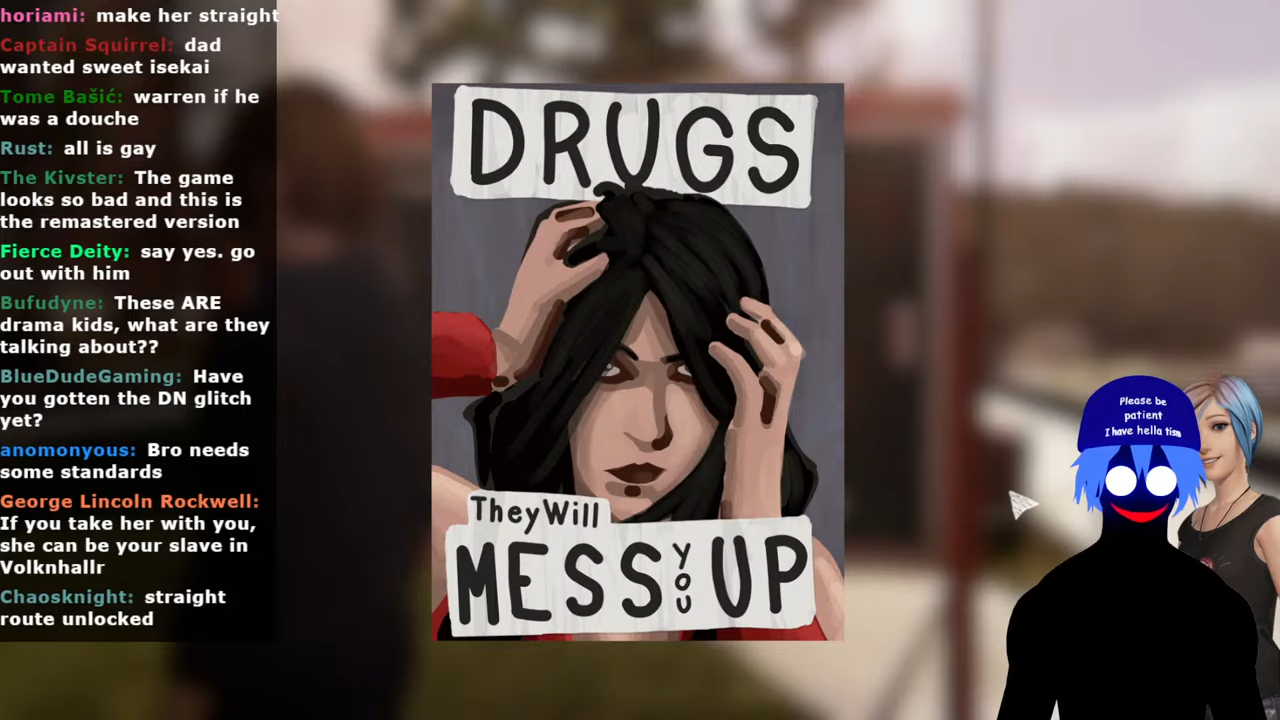 horiami: make her straight
Captain Squirrel: dad
wanted sweet isekai
Tome Bašić: warren if he
was a douche
Rust: all is gay
The Kivster: The game
looks so bad and this is
the remastered version
Fierce Deity: say yes. go
out with him
Bufudyne: These ARE
drama kids, what are they
talking about??
BlueDudeGaming: Have
you gotten the DN glitch
yet?
anomonyous: Bro needs
some standards
George Lincoln Rockwell:
If you take her with you,
she can be your slave in
Volknhallr
Chaosknight: straight
route unlocked
DRUGS
TheyWill
MESS YOU UP
Please be
patient
I have hella tism